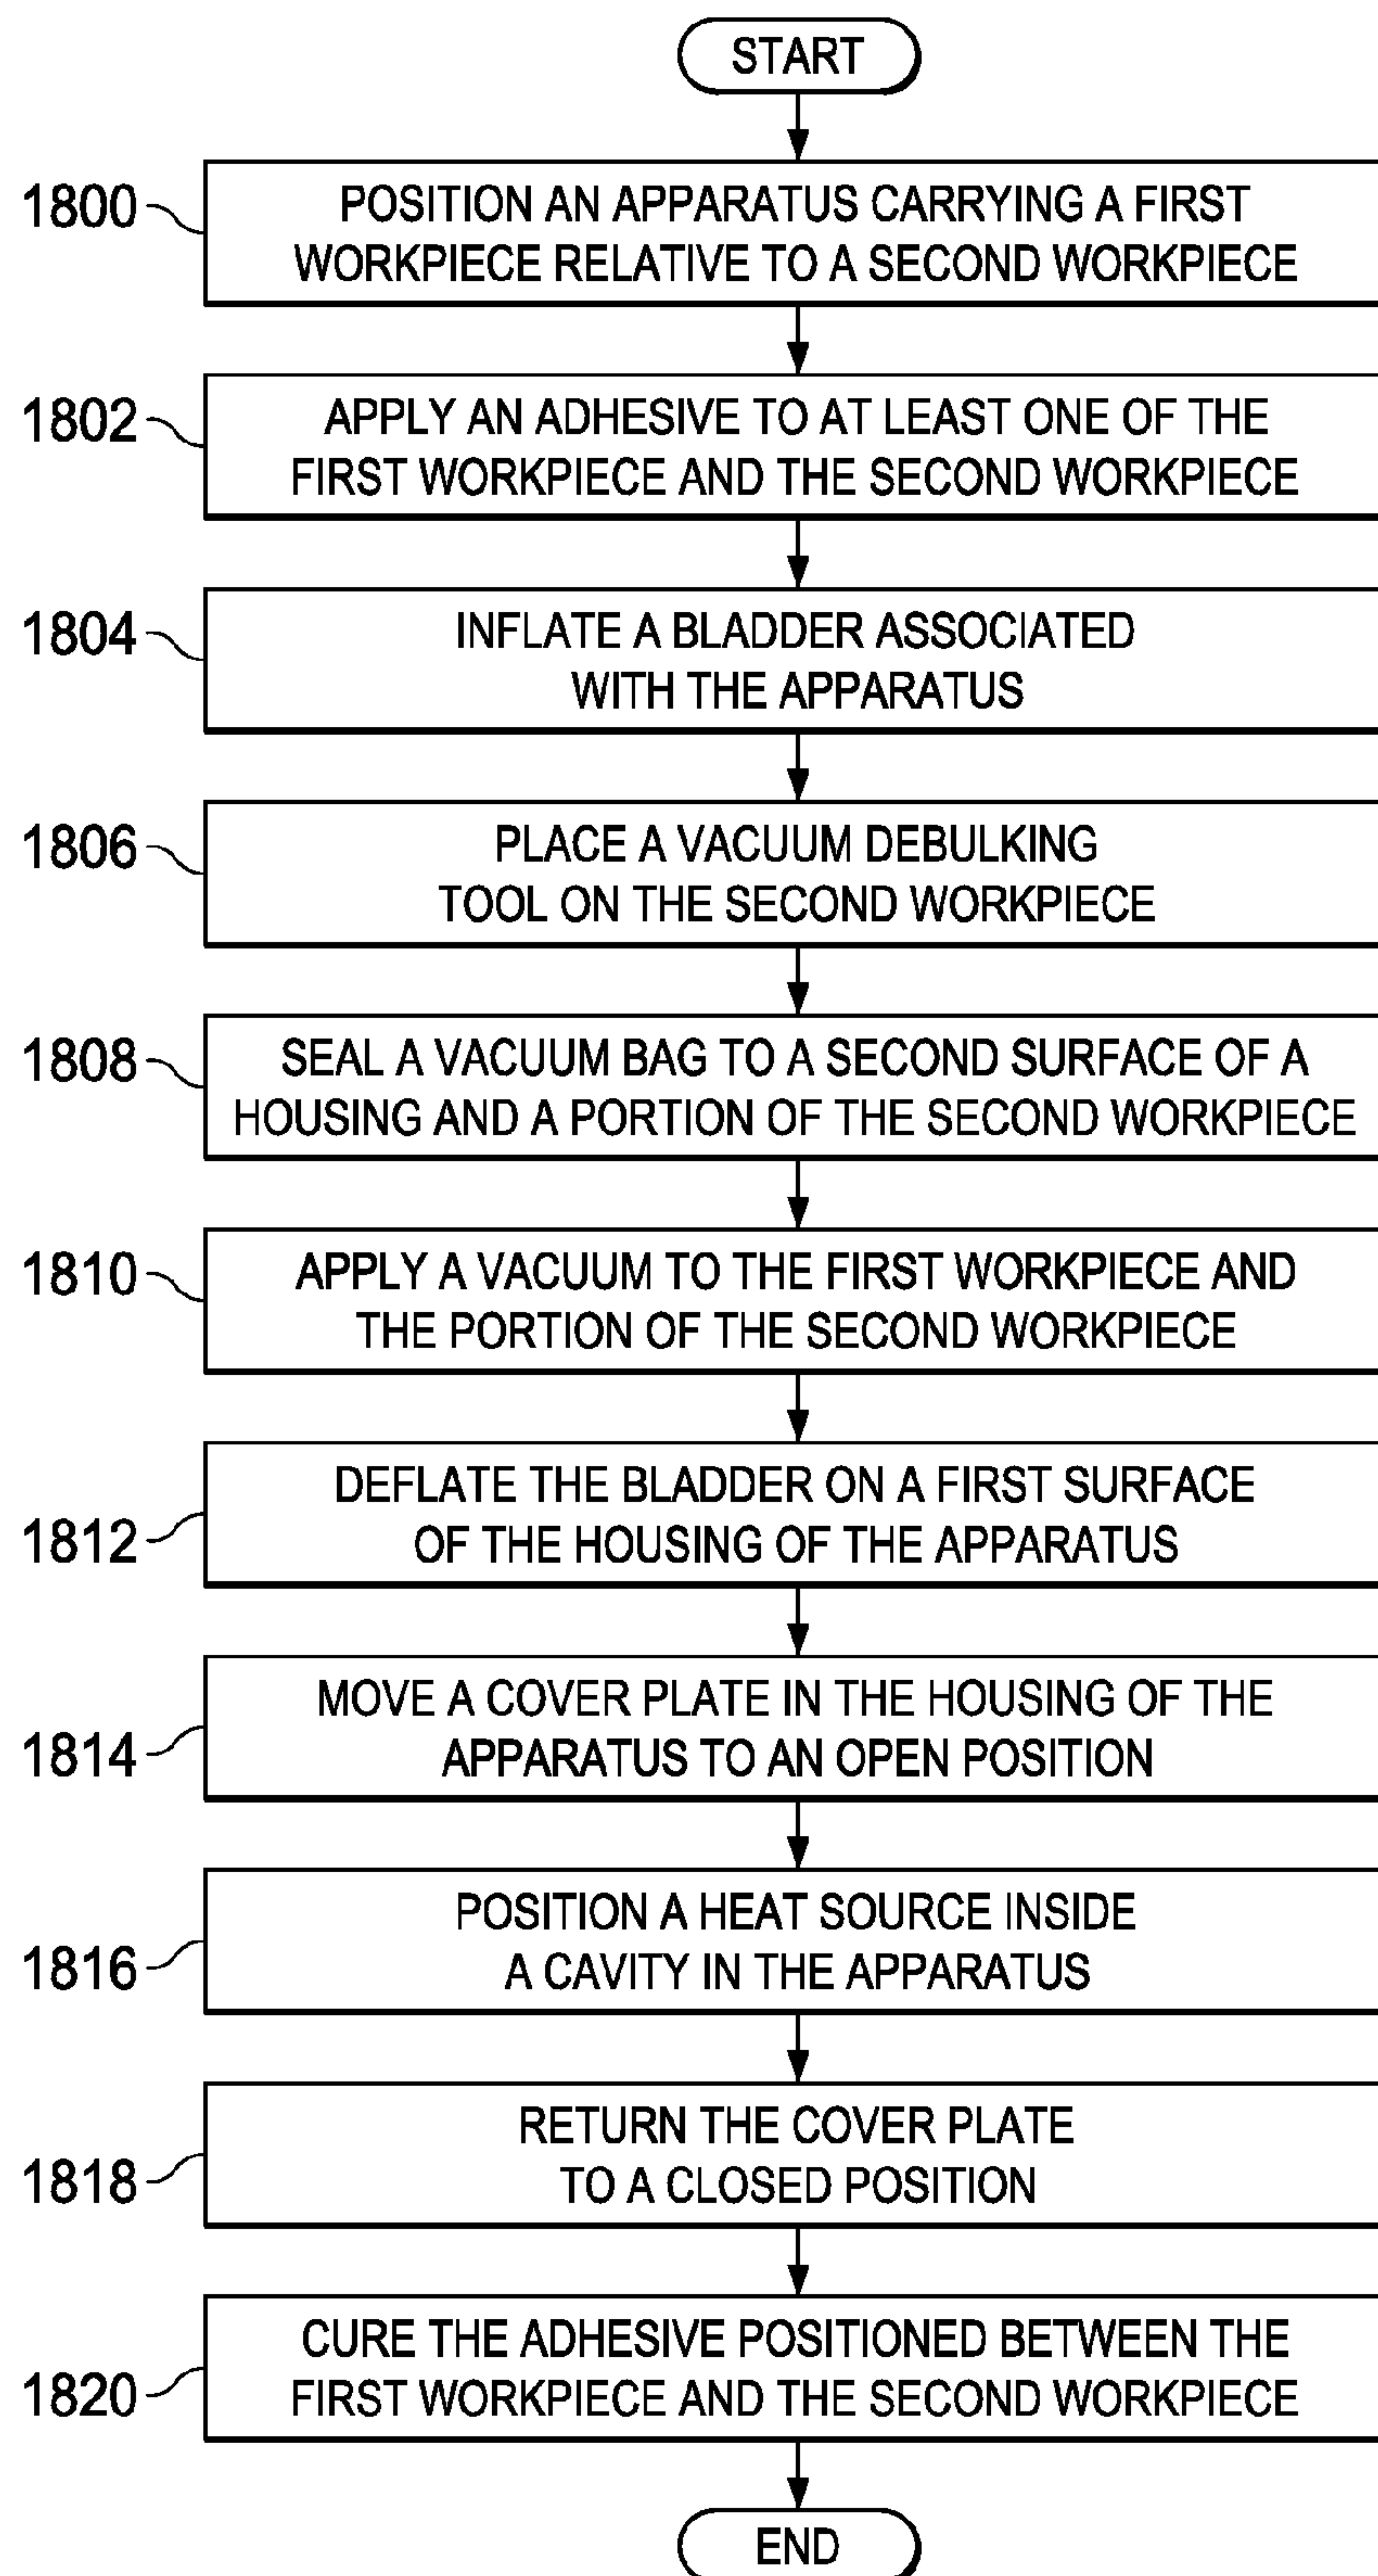 START
1800
POSITION AN APPARATUS CARRYING A FIRST
WORKPIECE RELATIVE TO A SECOND WORKPIECE
1802
APPLY AN ADHESIVE TO AT LEAST ONE OF THE
FIRST WORKPIECE AND THE SECOND WORKPIECE
1804
INFLATE A BLADDER ASSOCIATED
WITH THE APPARATUS
1806
PLACE A VACUUM DEBULKING
TOOL ON THE SECOND WORKPIECE
1808
SEAL A VACUUM BAG TO A SECOND SURFACE OF A
HOUSING AND A PORTION OF THE SECOND WORKPIECE
1810
APPLY A VACUUM TO THE FIRST WORKPIECE AND
THE PORTION OF THE SECOND WORKPIECE
1812
DEFLATE THE BLADDER ON A FIRST SURFACE
OF THE HOUSING OF THE APPARATUS
1814
MOVE A COVER PLATE IN THE HOUSING OF THE
APPARATUS TO AN OPEN POSITION
1816
POSITION A HEAT SOURCE INSIDE
A CAVITY IN THE APPARATUS
1818
RETURN THE COVER PLATE
TO A CLOSED POSITION
1820
CURE THE ADHESIVE POSITIONED BETWEEN THE
FIRST WORKPIECE AND THE SECOND WORKPIECE
END